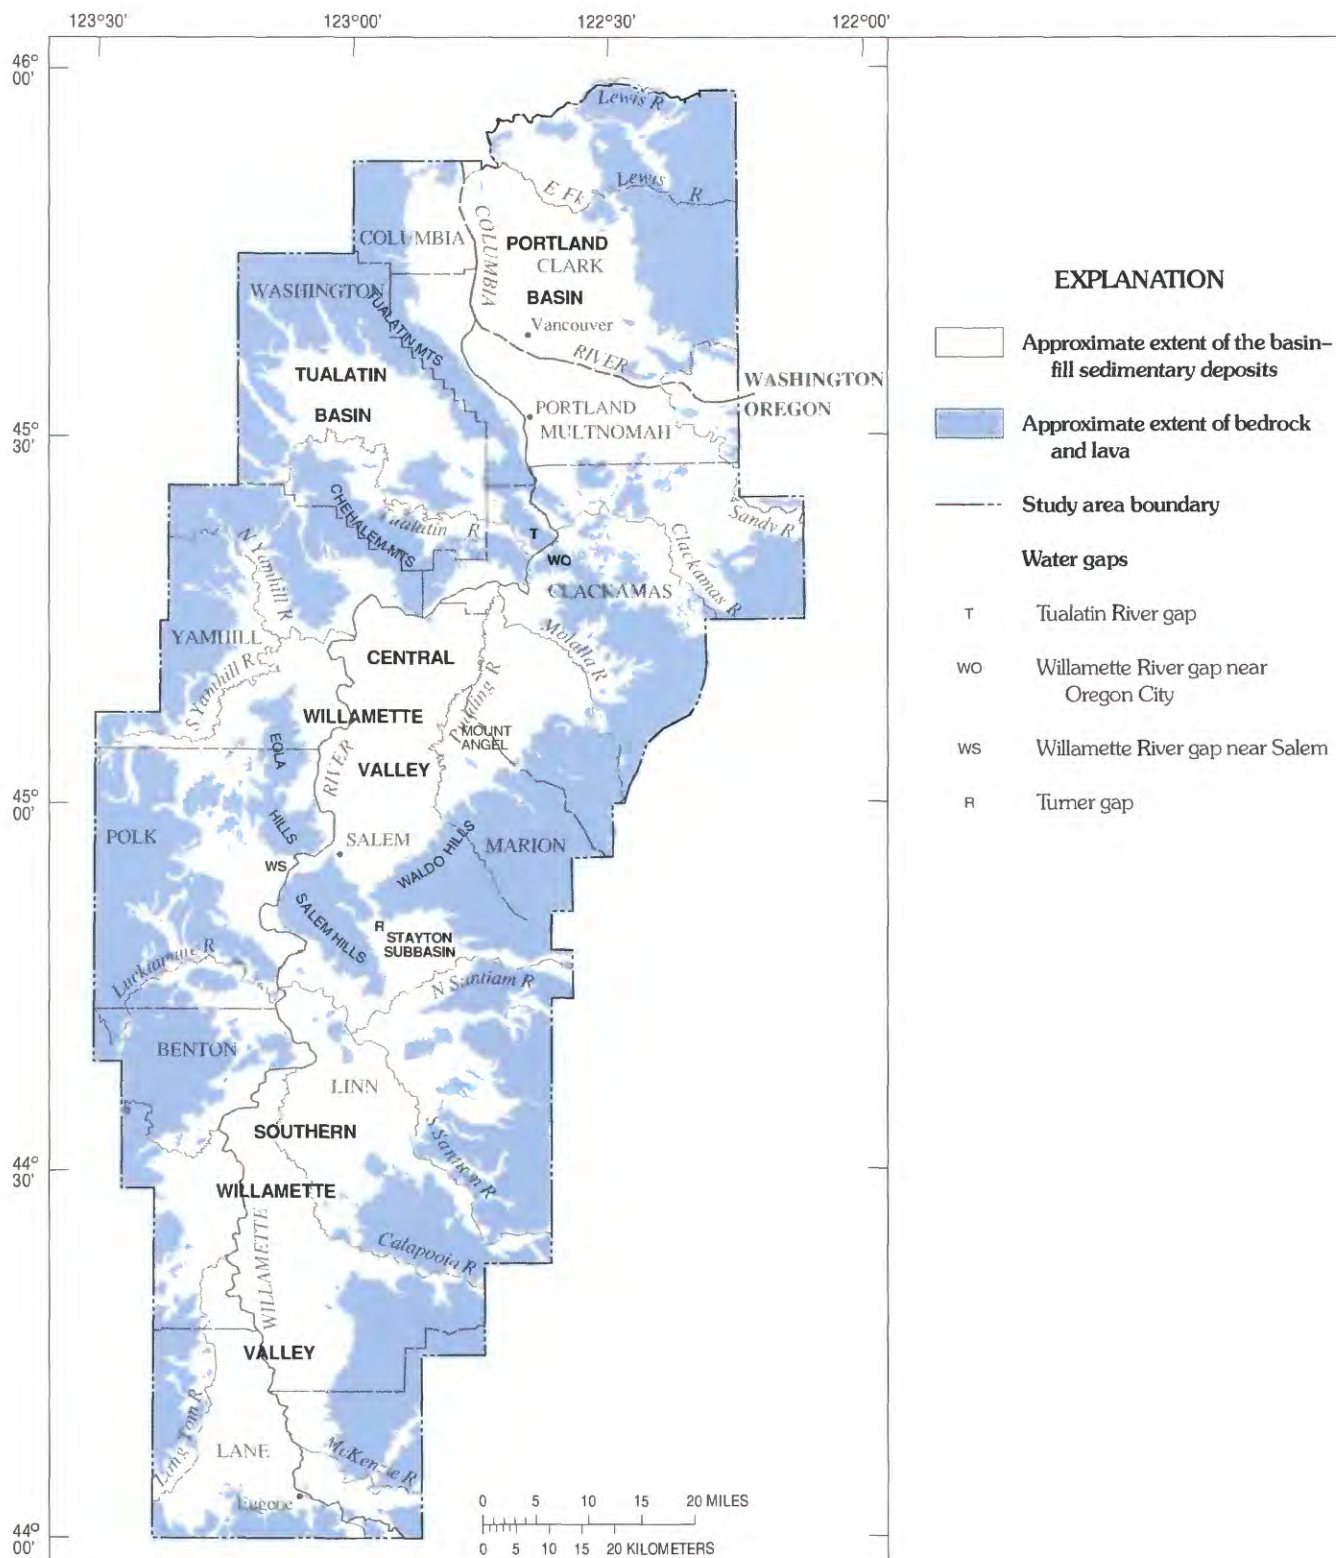 123°30' 123°00' 122°30' 122°00'
46°
00'
Lewis R
E Fk Lewis R
COLUMBIA
COLUMBIA
PORTLAND
CLARK
BASIN
WASHINGTON
TUALATIN MTS
Vancouver
RIVER
TUALATIN
BASIN
WASHINGTON
OREGON
PORTLAND
MULTNOMAH
45°
30'
CHEHALEM MTS
Tualatin R
T
WO
Sandy R
Clackamas R
CLACKAMAS
N Yamhill R
YAMHILL
S Yamhill R
Molalla R
CENTRAL
Pudding R
WILLAMETTE
MOUNT
ANGEL
EOLA
RIVER
VALLEY
45°
00'
HILLS
POLK
SALEM
WALDO HILLS
MARION
WS
SALEM HILLS
R
STAYTON
SUBBASIN
Luckiamute R
N Santiam R
BENTON
LINN
SOUTHERN
S Santiam R
44°
30'
WILLAMETTE
WILLAMETTE
Calapooia R
VALLEY
Long Tom R
LANE
McKenzie R
Eugene
44°
00'
0 5 10 15 20 MILES
0 5 10 15 20 KILOMETERS
EXPLANATION
Approximate extent of the basin–
fill sedimentary deposits
Approximate extent of bedrock
and lava
Study area boundary
Water gaps
T Tualatin River gap
WO Willamette River gap near
Oregon City
WS Willamette River gap near Salem
R Turner gap